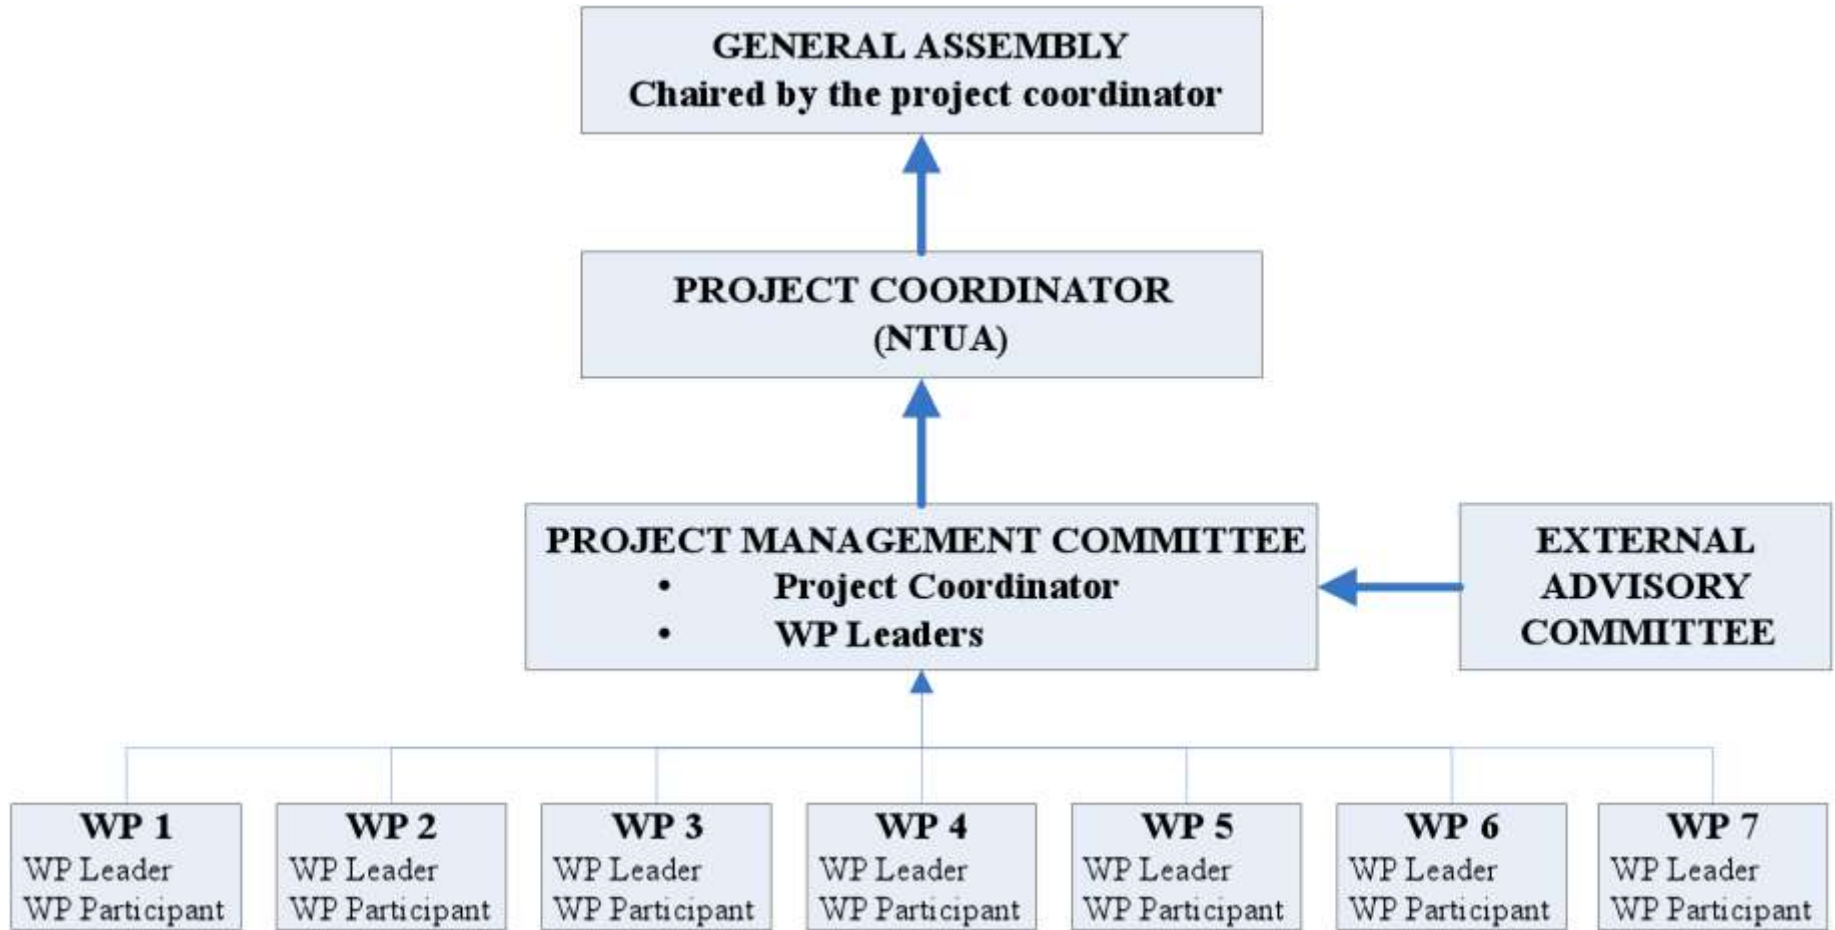 GENERAL ASSEMBLY
Chaired by the project coordinator
PROJECT COORDINATOR
(NTUA)
PROJECT MANAGEMENT COMMITTEE
• Project Coordinator
• WP Leaders
EXTERNAL
ADVISORY
COMMITTEE
WP 1
WP Leader
WP Participant
WP 2
WP Leader
WP Participant
WP 3
WP Leader
WP Participant
WP 4
WP Leader
WP Participant
WP 5
WP Leader
WP Participant
WP 6
WP Leader
WP Participant
WP 7
WP Leader
WP Participant